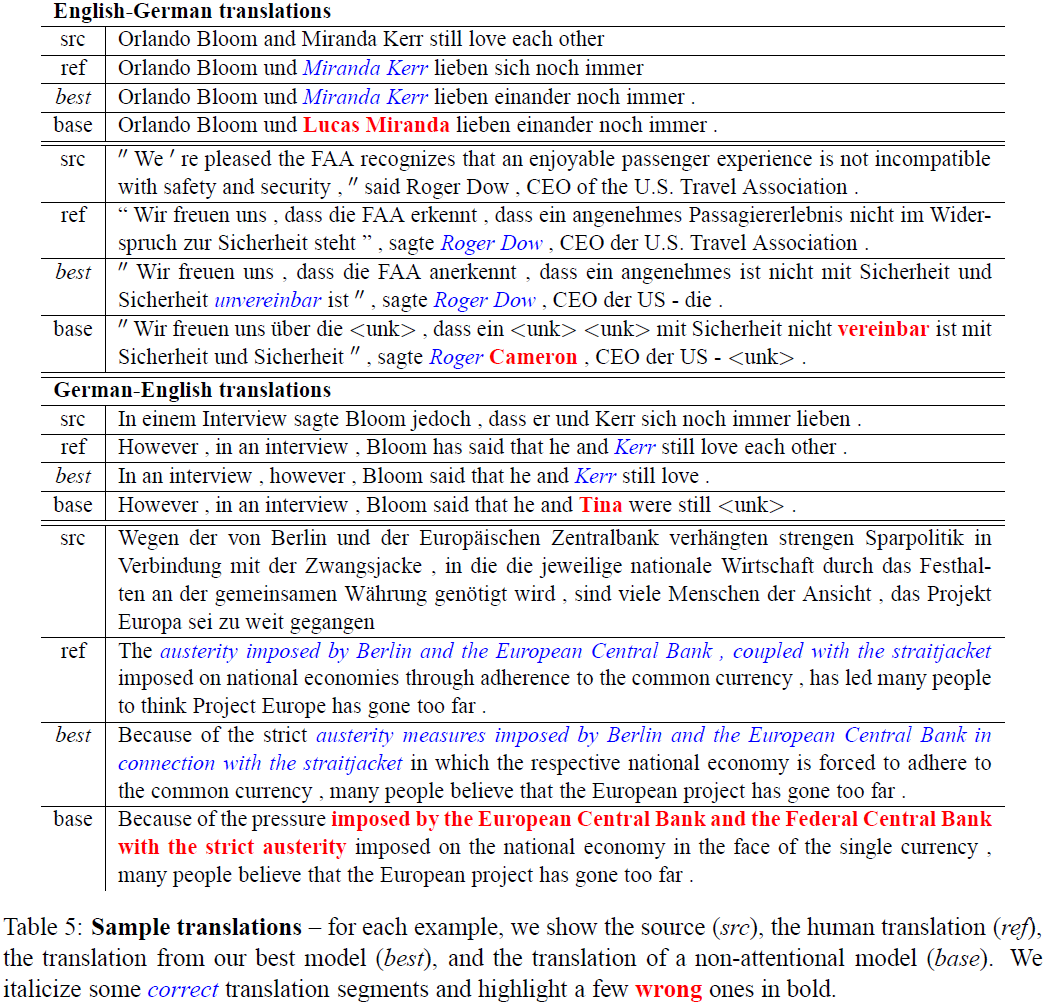 English-German translations
src Orlando Bloom and Miranda Kerr still love each other
ref Orlando Bloom und Miranda Kerr lieben sich noch immer
best Orlando Bloom und Miranda Kerr lieben einander noch immer .
base Orlando Bloom und Lucas Miranda lieben einander noch immer .
src ″ We ′ re pleased the FAA recognizes that an enjoyable passenger experience is not incompatible
with safety and security , ″ said Roger Dow , CEO of the U.S. Travel Association .
ref “ Wir freuen uns , dass die FAA erkennt , dass ein angenehmes Passagiererlebnis nicht im Wider-
spruch zur Sicherheit steht ” , sagte Roger Dow , CEO der U.S. Travel Association .
best ″ Wir freuen uns , dass die FAA anerkennt , dass ein angenehmes ist nicht mit Sicherheit und
Sicherheit unvereinbar ist ″ , sagte Roger Dow , CEO der US - die .
base ″ Wir freuen uns über die <unk> , dass ein <unk> <unk> mit Sicherheit nicht vereinbar ist mit
Sicherheit und Sicherheit ″ , sagte Roger Cameron , CEO der US - <unk> .
German-English translations
src In einem Interview sagte Bloom jedoch , dass er und Kerr sich noch immer lieben .
ref However , in an interview , Bloom has said that he and Kerr still love each other .
best In an interview , however , Bloom said that he and Kerr still love .
base However , in an interview , Bloom said that he and Tina were still <unk> .
src Wegen der von Berlin und der Europäischen Zentralbank verhängten strengen Sparpolitik in
Verbindung mit der Zwangsjacke , in die die jeweilige nationale Wirtschaft durch das Festhal-
ten an der gemeinsamen Währung genötigt wird , sind viele Menschen der Ansicht , das Projekt
Europa sei zu weit gegangen
ref The austerity imposed by Berlin and the European Central Bank , coupled with the straitjacket
imposed on national economies through adherence to the common currency , has led many people
to think Project Europe has gone too far .
best Because of the strict austerity measures imposed by Berlin and the European Central Bank in
connection with the straitjacket in which the respective national economy is forced to adhere to
the common currency , many people believe that the European project has gone too far .
base Because of the pressure imposed by the European Central Bank and the Federal Central Bank
with the strict austerity imposed on the national economy in the face of the single currency ,
many people believe that the European project has gone too far .
Table 5: Sample translations – for each example, we show the source (src), the human translation (ref),
the translation from our best model (best), and the translation of a non-attentional model (base). We
italicize some correct translation segments and highlight a few wrong ones in bold.